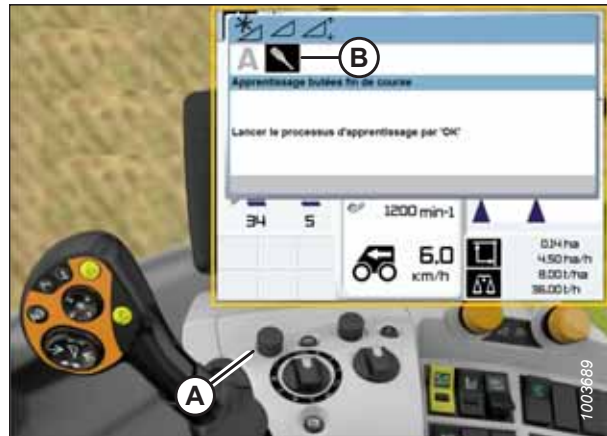 A
B
Apprentissage butées fin de course
Lancer le processus d'apprentissage par 'OK'
34
5
1200 min-1
6,0
км/h
0.14 ha
4.50 ha/h
8.00 t/ha
36.00 t/h
A
1003689